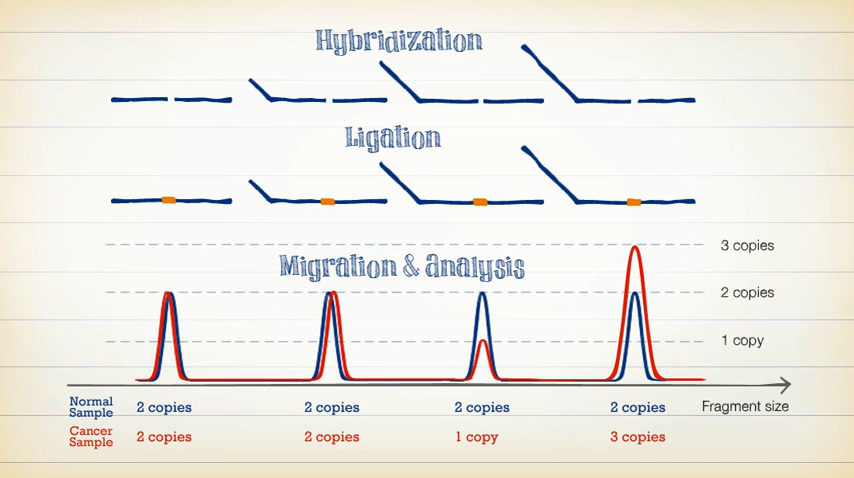 Hybridization
Ligation
Migration & analysis
3 copies
2 copies
1 copy
Normal Sample 2 copies 2 copies 2 copies 2 copies Fragment size
Cancer Sample 2 copies 2 copies 1 copy 3 copies